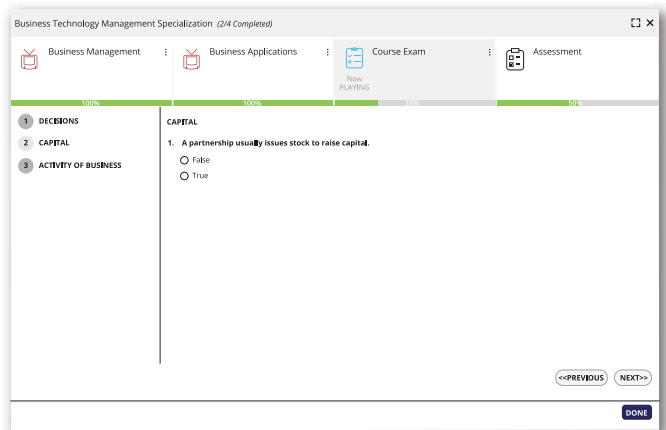 Business Technology Management Specialization (2/4 Completed)
Business Management
Business Applications
Course Exam
Assessment
Now
PLAYING
100%
100%
33%
50%
1 DECISIONS
2 CAPITAL
3 ACTIVITY OF BUSINESS
CAPITAL
1. A partnership usually issues stock to raise capital.
False
True
<<PREVIOUS
NEXT>>
DONE